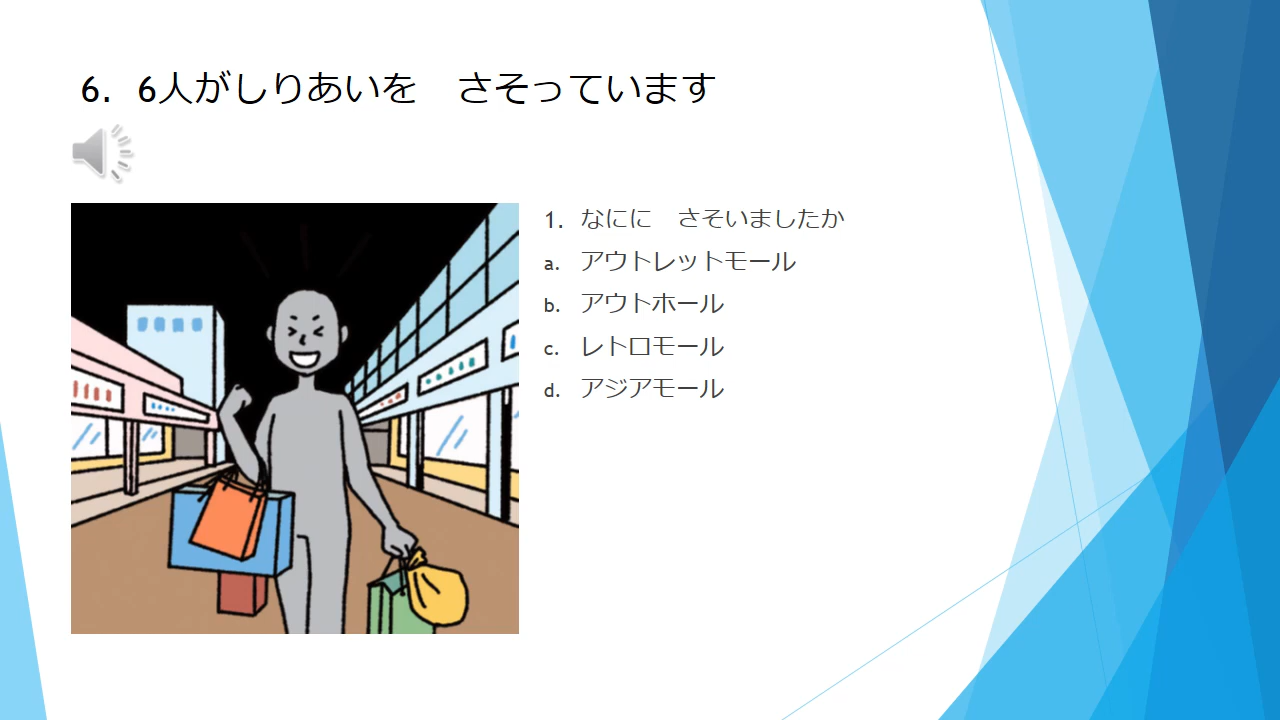 6. 6人がしりあいを　さそっています
1. なにに　さそいましたか
a. アウトレットモール
b. アウトホール
c. レトロモール
d. アジアモール